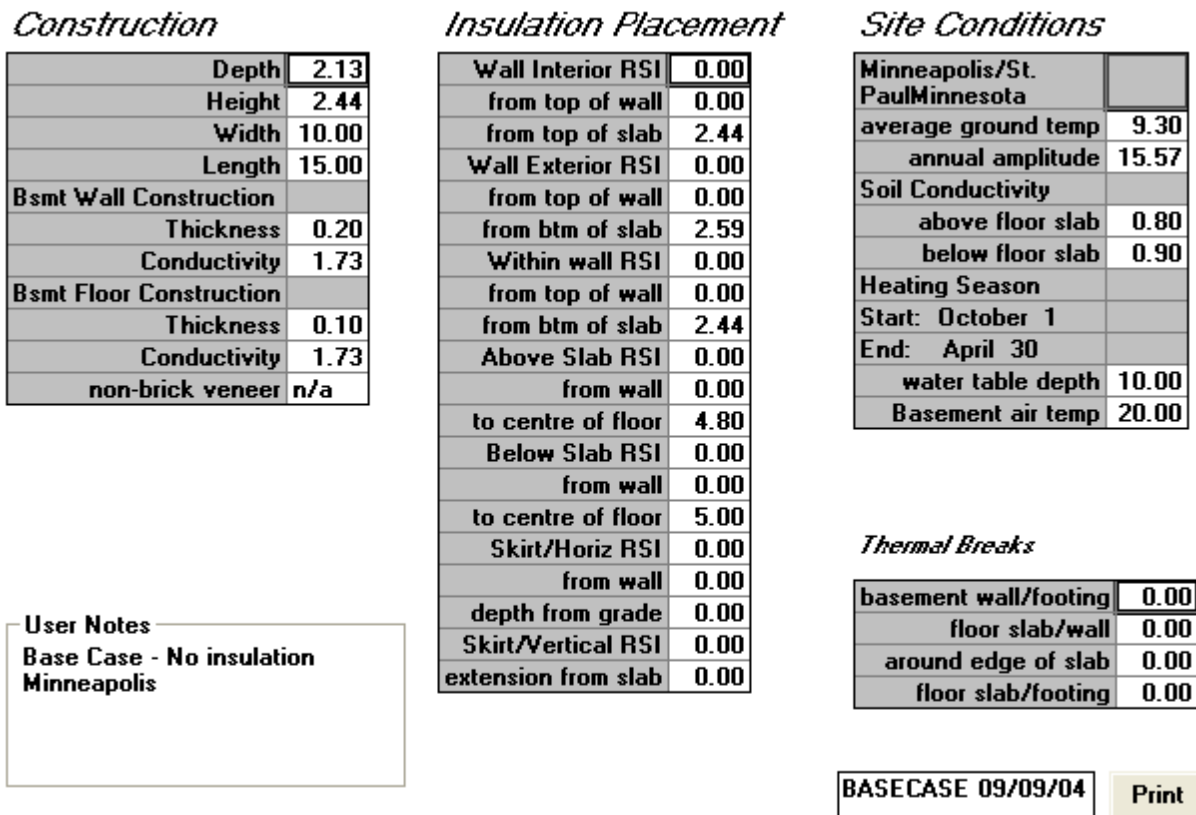 Construction
Depth 2.13
Height 2.44
Width 10.00
Length 15.00
Bsmt Wall Construction
Thickness 0.20
Conductivity 1.73
Bsmt Floor Construction
Thickness 0.10
Conductivity 1.73
non-brick veneer n/a
User Notes
Base Case - No insulation
Minneapolis
Insulation Placement
Wall Interior RSI 0.00
from top of wall 0.00
from top of slab 2.44
Wall Exterior RSI 0.00
from top of wall 0.00
from btm of slab 2.59
Within wall RSI 0.00
from top of wall 0.00
from btm of slab 2.44
Above Slab RSI 0.00
from wall 0.00
to centre of floor 4.80
Below Slab RSI 0.00
from wall 0.00
to centre of floor 5.00
Skirt/Horiz RSI 0.00
from wall 0.00
depth from grade 0.00
Skirt/Vertical RSI 0.00
extension from slab 0.00
Site Conditions
Minneapolis/St.
PaulMinnesota
average ground temp 9.30
annual amplitude 15.57
Soil Conductivity
above floor slab 0.80
below floor slab 0.90
Heating Season
Start: October 1
End: April 30
water table depth 10.00
Basement air temp 20.00
Thermal Breaks
basement wall/footing 0.00
floor slab/wall 0.00
around edge of slab 0.00
floor slab/footing 0.00
BASECASE 09/09/04
Print